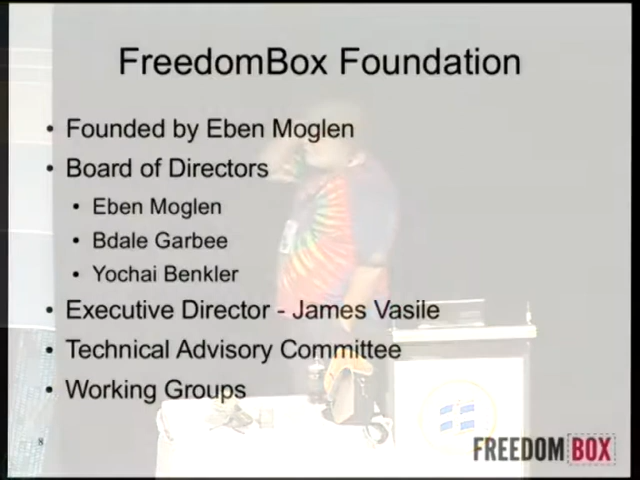 FreedomBox Foundation
• Founded by Eben Moglen
• Board of Directors
• Eben Moglen
• Bdale Garbee
• Yochai Benkler
• Executive Director - James Vasile
• Technical Advisory Committee
• Working Groups
8
FREEDOM BOX